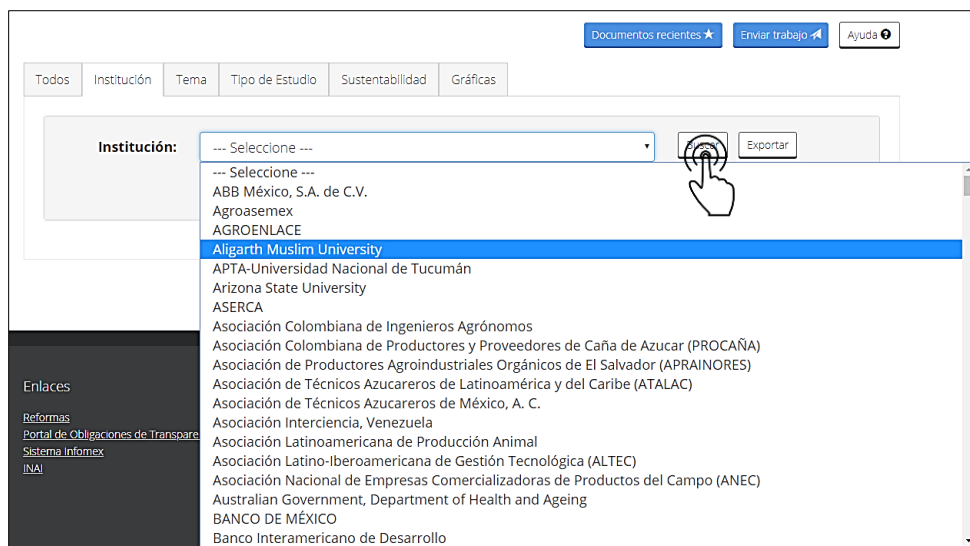 Documentos recientes ★ Enviar trabajo Ayuda
Todos Institución Tema Tipo de Estudio Sustentabilidad Gráficas
Institución: --- Seleccione --- Buscar Exportar
--- Seleccione ---
ABB México, S.A. de C.V.
Agroasemex
AGROENLACE
Aligarth Muslim University
APTA-Universidad Nacional de Tucumán
Arizona State University
ASERCA
Asociación Colombiana de Ingenieros Agrónomos
Asociación Colombiana de Productores y Proveedores de Caña de Azucar (PROCAÑA)
Asociación de Productores Agroindustriales Orgánicos de El Salvador (APRAINORES)
Asociación de Técnicos Azucareros de Latinoamérica y del Caribe (ATALAC)
Asociación de Técnicos Azucareros de México, A. C.
Asociación Interciencia, Venezuela
Asociación Latinoamericana de Producción Animal
Asociación Latino-Iberoamericana de Gestión Tecnológica (ALTEC)
Asociación Nacional de Empresas Comercializadoras de Productos del Campo (ANEC)
Australian Government, Department of Health and Ageing
BANCO DE MÉXICO
Banco Interamericano de Desarrollo
Enlaces
Reformas
Portal de Obligaciones de Transpare
Sistema Infomex
INAI